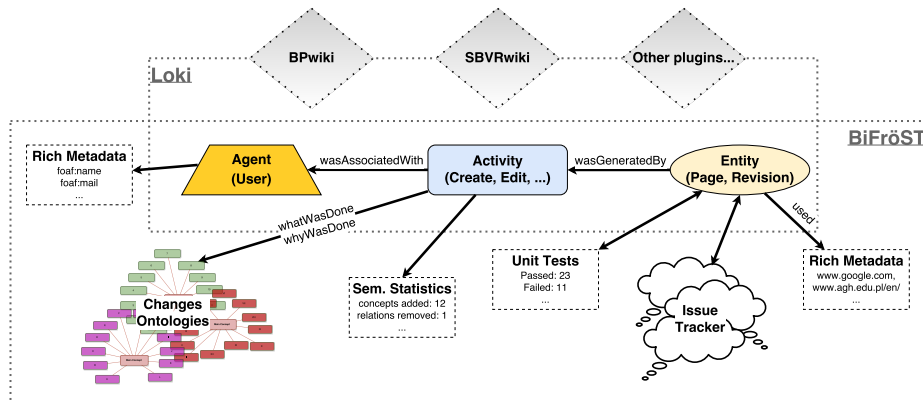 BPwiki
SBVRwiki
Other plugins...
Loki
BiFröST
Rich Metadata
foaf:name
foaf:mail
...
Agent
(User)
wasAssociatedWith
Activity
(Create, Edit, ...)
wasGeneratedBy
Entity
(Page, Revision)
whatWasDone
whyWasDone
used
Changes
Ontologies
Sem. Statistics
concepts added: 12
relations removed: 1
...
Unit Tests
Passed: 23
Failed: 11
...
Issue
Tracker
Rich Metadata
www.google.com,
www.agh.edu.pl/en/
...